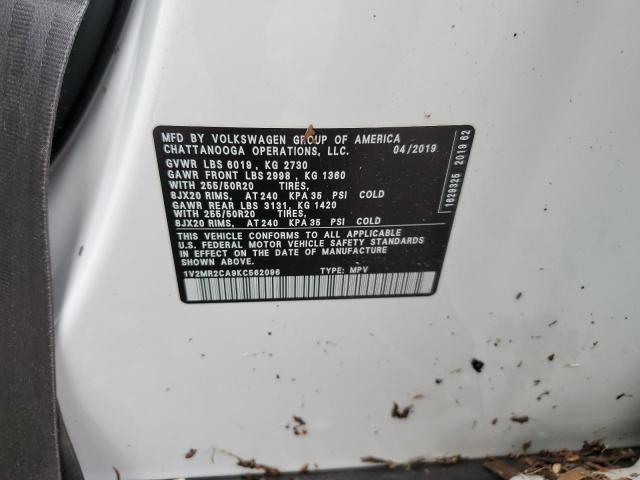 MFD BY VOLKSWAGEN GROUP OF AMERICA
CHATTANOOGA OPERATIONS, LLC. 04/2019
GVWR LBS 6019, KG 2730
GAWR FRONT LBS 2998, KG 1360
WITH 255/50R20 TIRES,
8JX20 RIMS, AT 240 KPA 35 PSI COLD
GAWR REAR LBS 3131, KG 1420
WITH 255/50R20 TIRES,
8JX20 RIMS, AT 240 KPA 35 PSI COLD
THIS VEHICLE CONFORMS TO ALL APPLICABLE
U.S. FEDERAL MOTOR VEHICLE SAFETY STANDARDS
IN EFFECT ON THE DATE OF MANUFACTURE
SHOWN ABOVE.
1V2MR2CA9KC562096 TYPE: MPV
1629325 2019 62